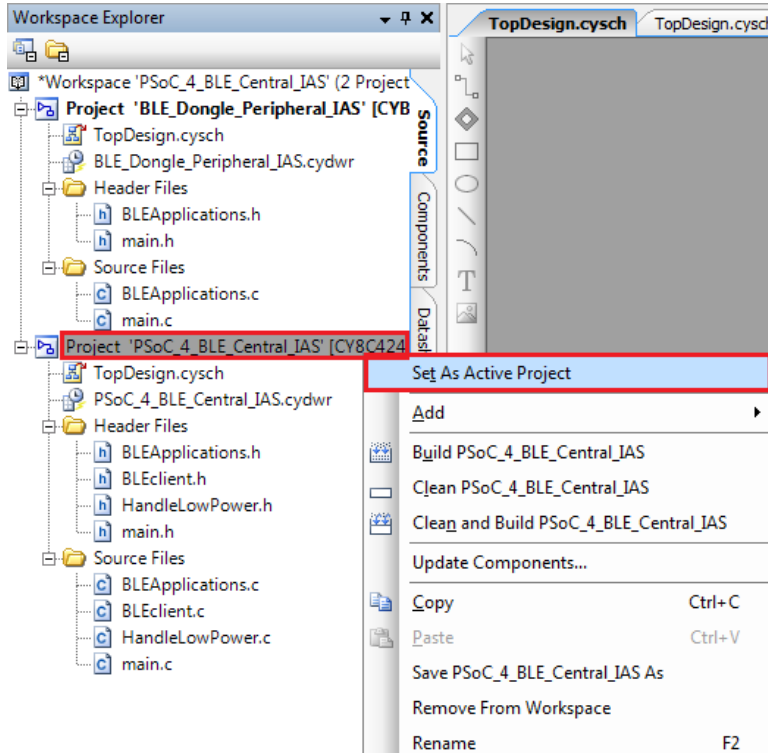 Workspace Explorer
TopDesign.cysch
TopDesign.cysch
*Workspace 'PSoC_4_BLE_Central_IAS' (2 Project
Project 'BLE_Dongle_Peripheral_IAS' [CYB
TopDesign.cysch
BLE_Dongle_Peripheral_IAS.cydwr
Header Files
BLEApplications.h
main.h
Source Files
BLEApplications.c
main.c
Project 'PSoC_4_BLE_Central_IAS' [CY8C424
TopDesign.cysch
PSoC_4_BLE_Central_IAS.cydwr
Header Files
BLEApplications.h
BLEclient.h
HandleLowPower.h
main.h
Source Files
BLEApplications.c
BLEclient.c
HandleLowPower.c
main.c
Source
Components
Datash
Set As Active Project
Add
Build PSoC_4_BLE_Central_IAS
Clean PSoC_4_BLE_Central_IAS
Clean and Build PSoC_4_BLE_Central_IAS
Update Components...
Copy Ctrl+C
Paste Ctrl+V
Save PSoC_4_BLE_Central_IAS As
Remove From Workspace
Rename F2